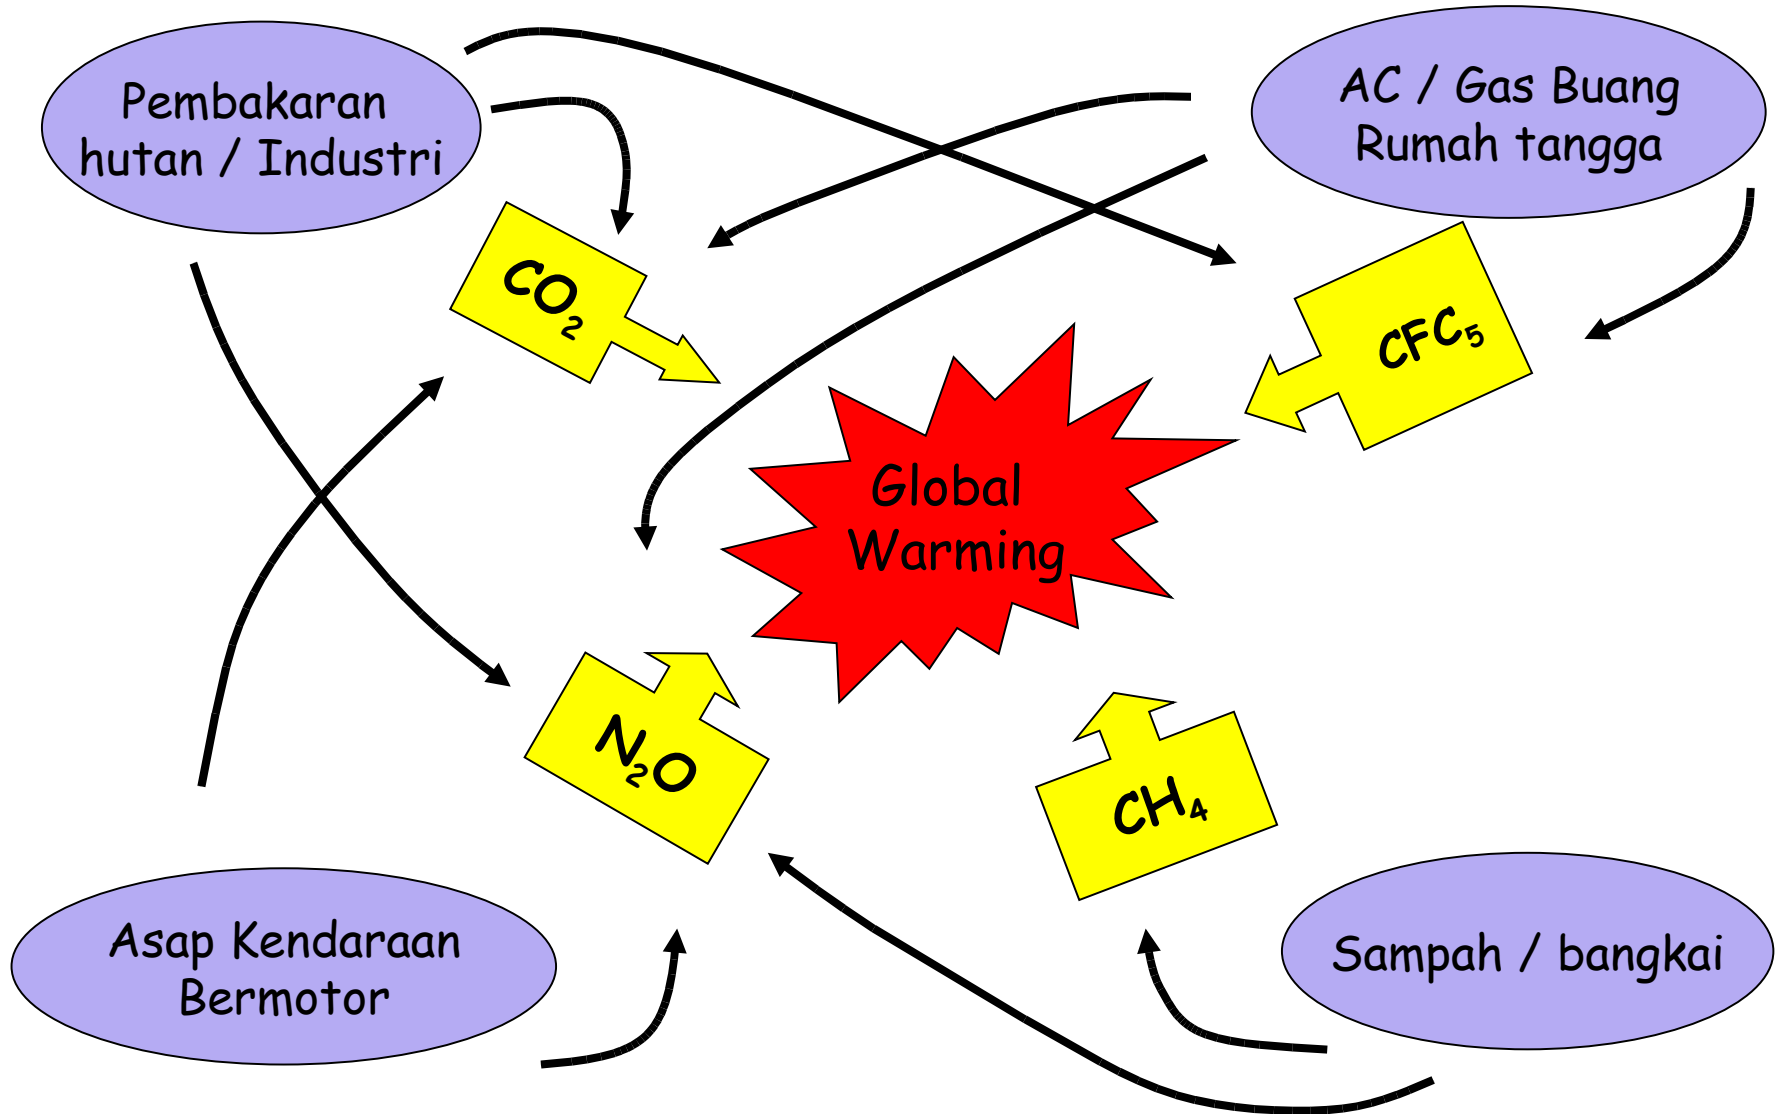 Pembakaran
hutan / Industri
AC / Gas Buang
Rumah tangga
CO₂
CFC₅
Global
Warming
N₂O
CH₄
Asap Kendaraan
Bermotor
Sampah / bangkai